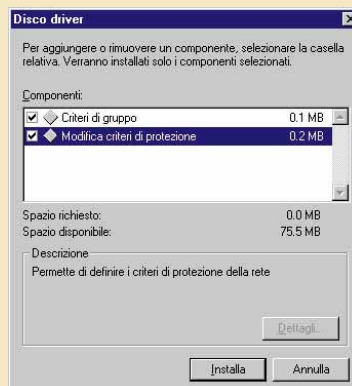 Disco driver
Per aggiungere o rimuovere un componente, selezionare la casella
relativa. Verranno installati solo i componenti selezionati.
Componenti:
Criteri di gruppo 0.1 MB
Modifica criteri di protezione 0.2 MB
Spazio richiesto: 0.0 MB
Spazio disponibile: 75.5 MB
Descrizione
Permette di definire i criteri di protezione della rete
Dettagli...
Installa Annulla